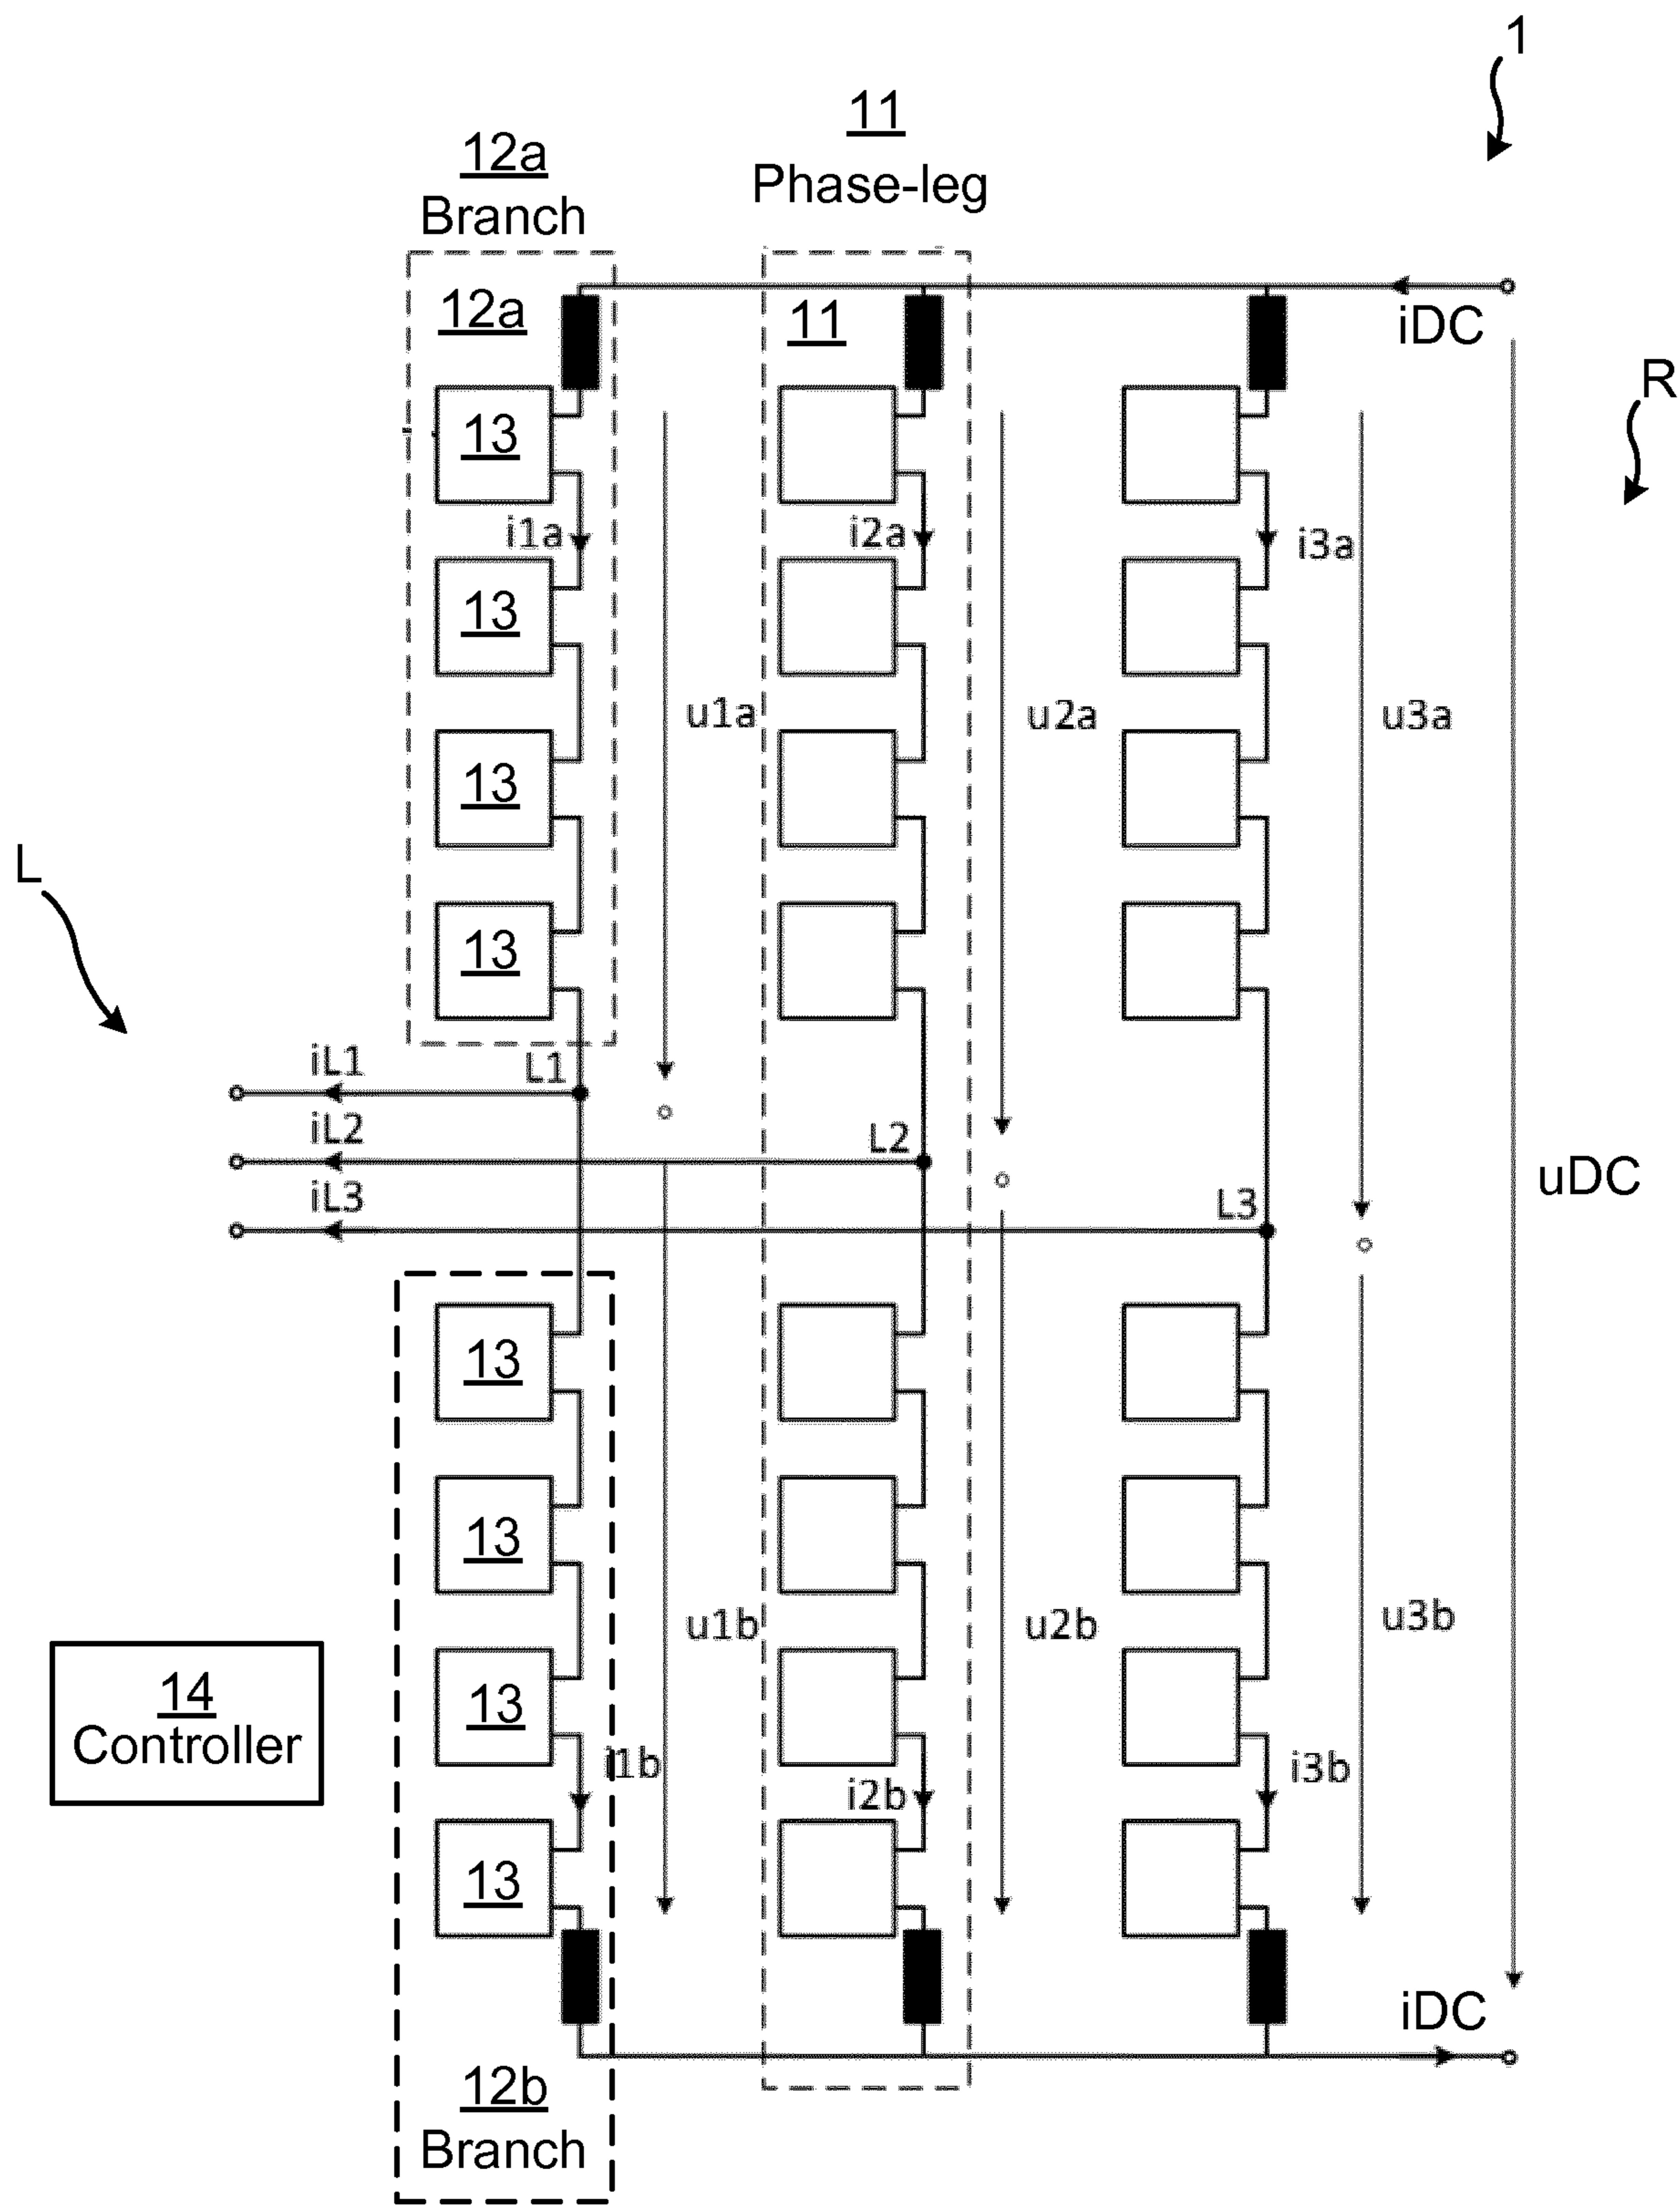 1
11
Phase-leg
12a
Branch
12a
11
iDC
R
13
i1a
i2a
i3a
13
u1a
u2a
u3a
13
L
13
iL1
L1
iL2
L2
iL3
L3
uDC
13
13
u1b
u2b
u3b
14
Controller
13
i1b
i2b
i3b
13
iDC
12b
Branch